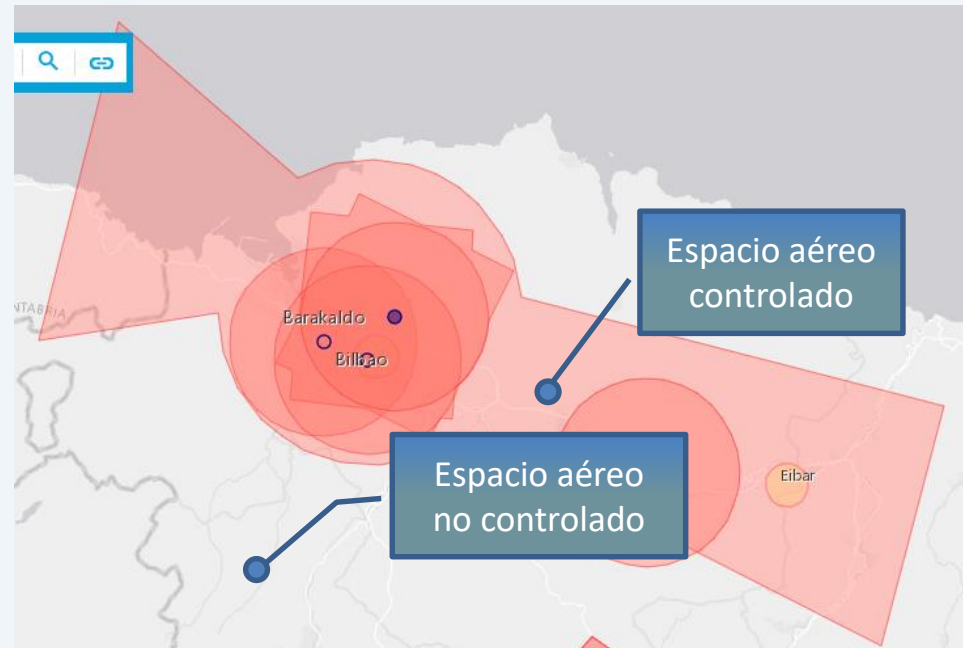 Espacio aéreo
controlado
NTABRIA
Barakaldo
Bilbao
Espacio aéreo
no controlado
Eibar